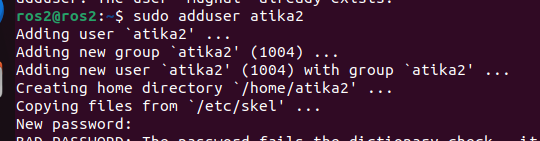 adduser: The user `maghat' already exists.
ros2@ros2:~$ sudo adduser atika2
Adding user `atika2' ...
Adding new group `atika2' (1004) ...
Adding new user `atika2' (1004) with group `atika2' ...
Creating home directory `/home/atika2' ...
Copying files from `/etc/skel' ...
New password:
BAD PASSWORD: The password fails the dictionary check - it